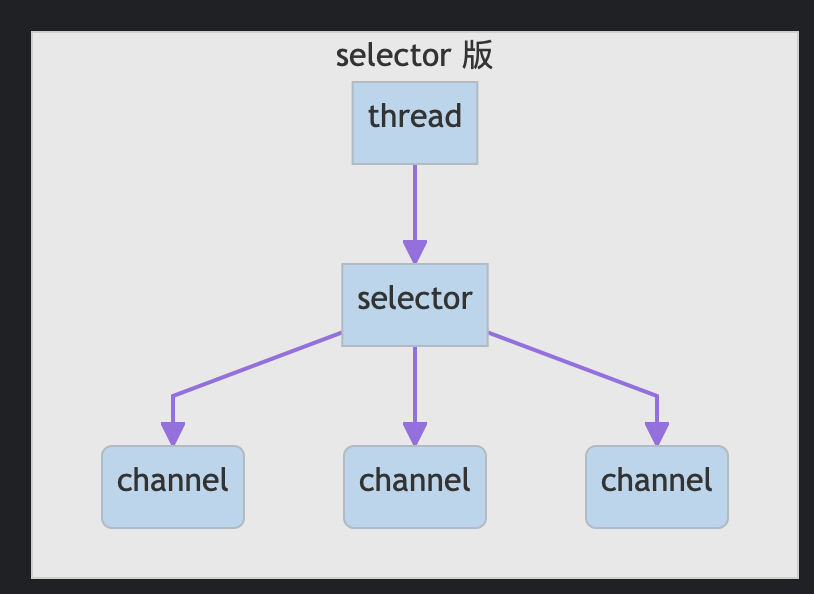 selector 版
thread
selector
channel
channel
channel